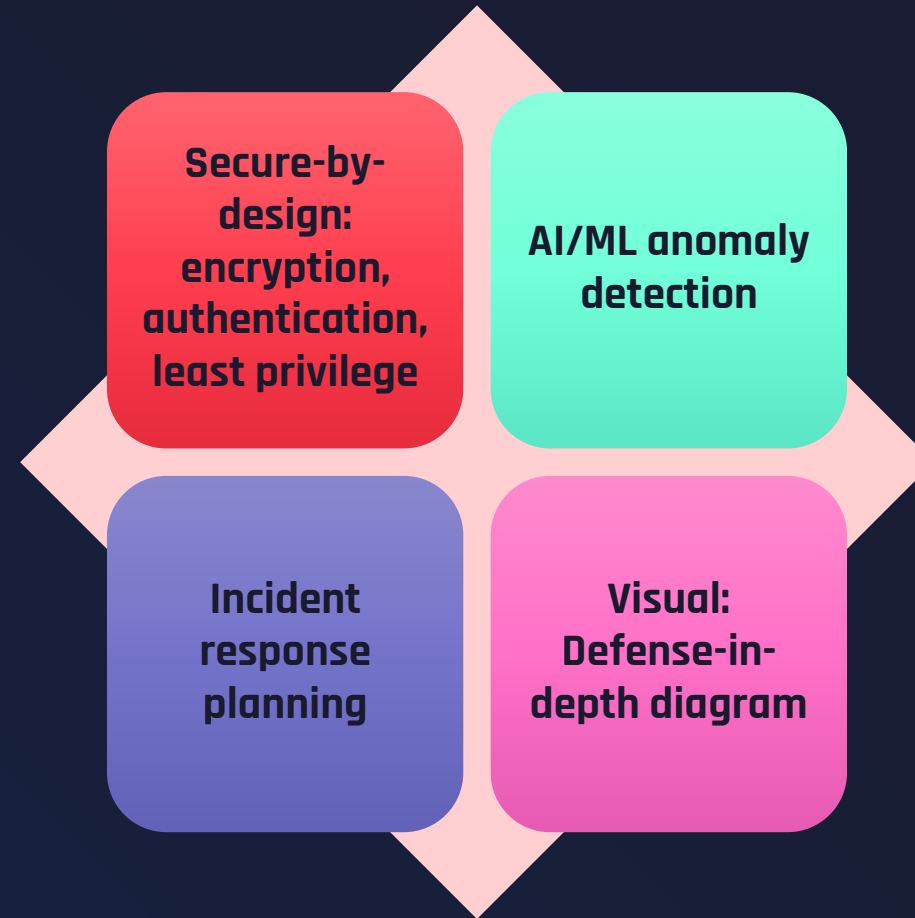 Secure-by-
design:
encryption,
authentication,
least privilege
AI/ML anomaly
detection
Incident
response
planning
Visual:
Defense-in-
depth diagram